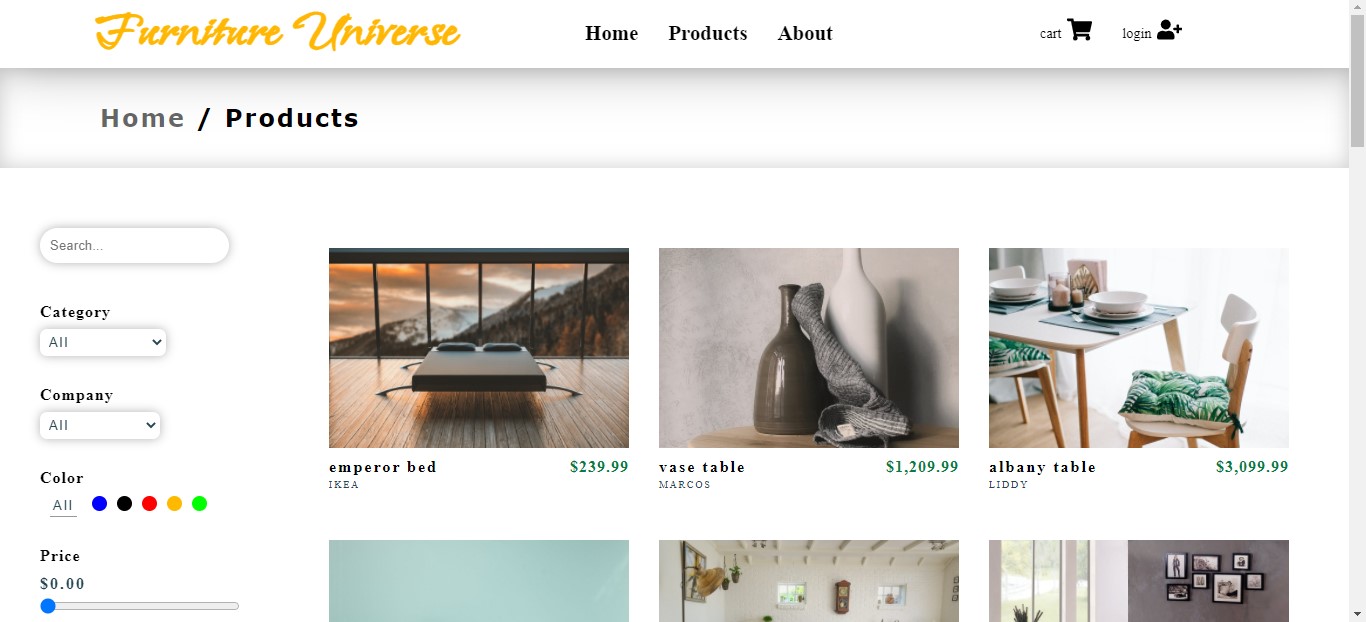 Furniture Universe
Home Products About
cart login
Home / Products
Search...
Category
All
Company
All
Color
All
Price
$0.00
emperor bed $239.99
IKEA
vase table $1,209.99
MARCOS
albany table $3,099.99
LIDDY